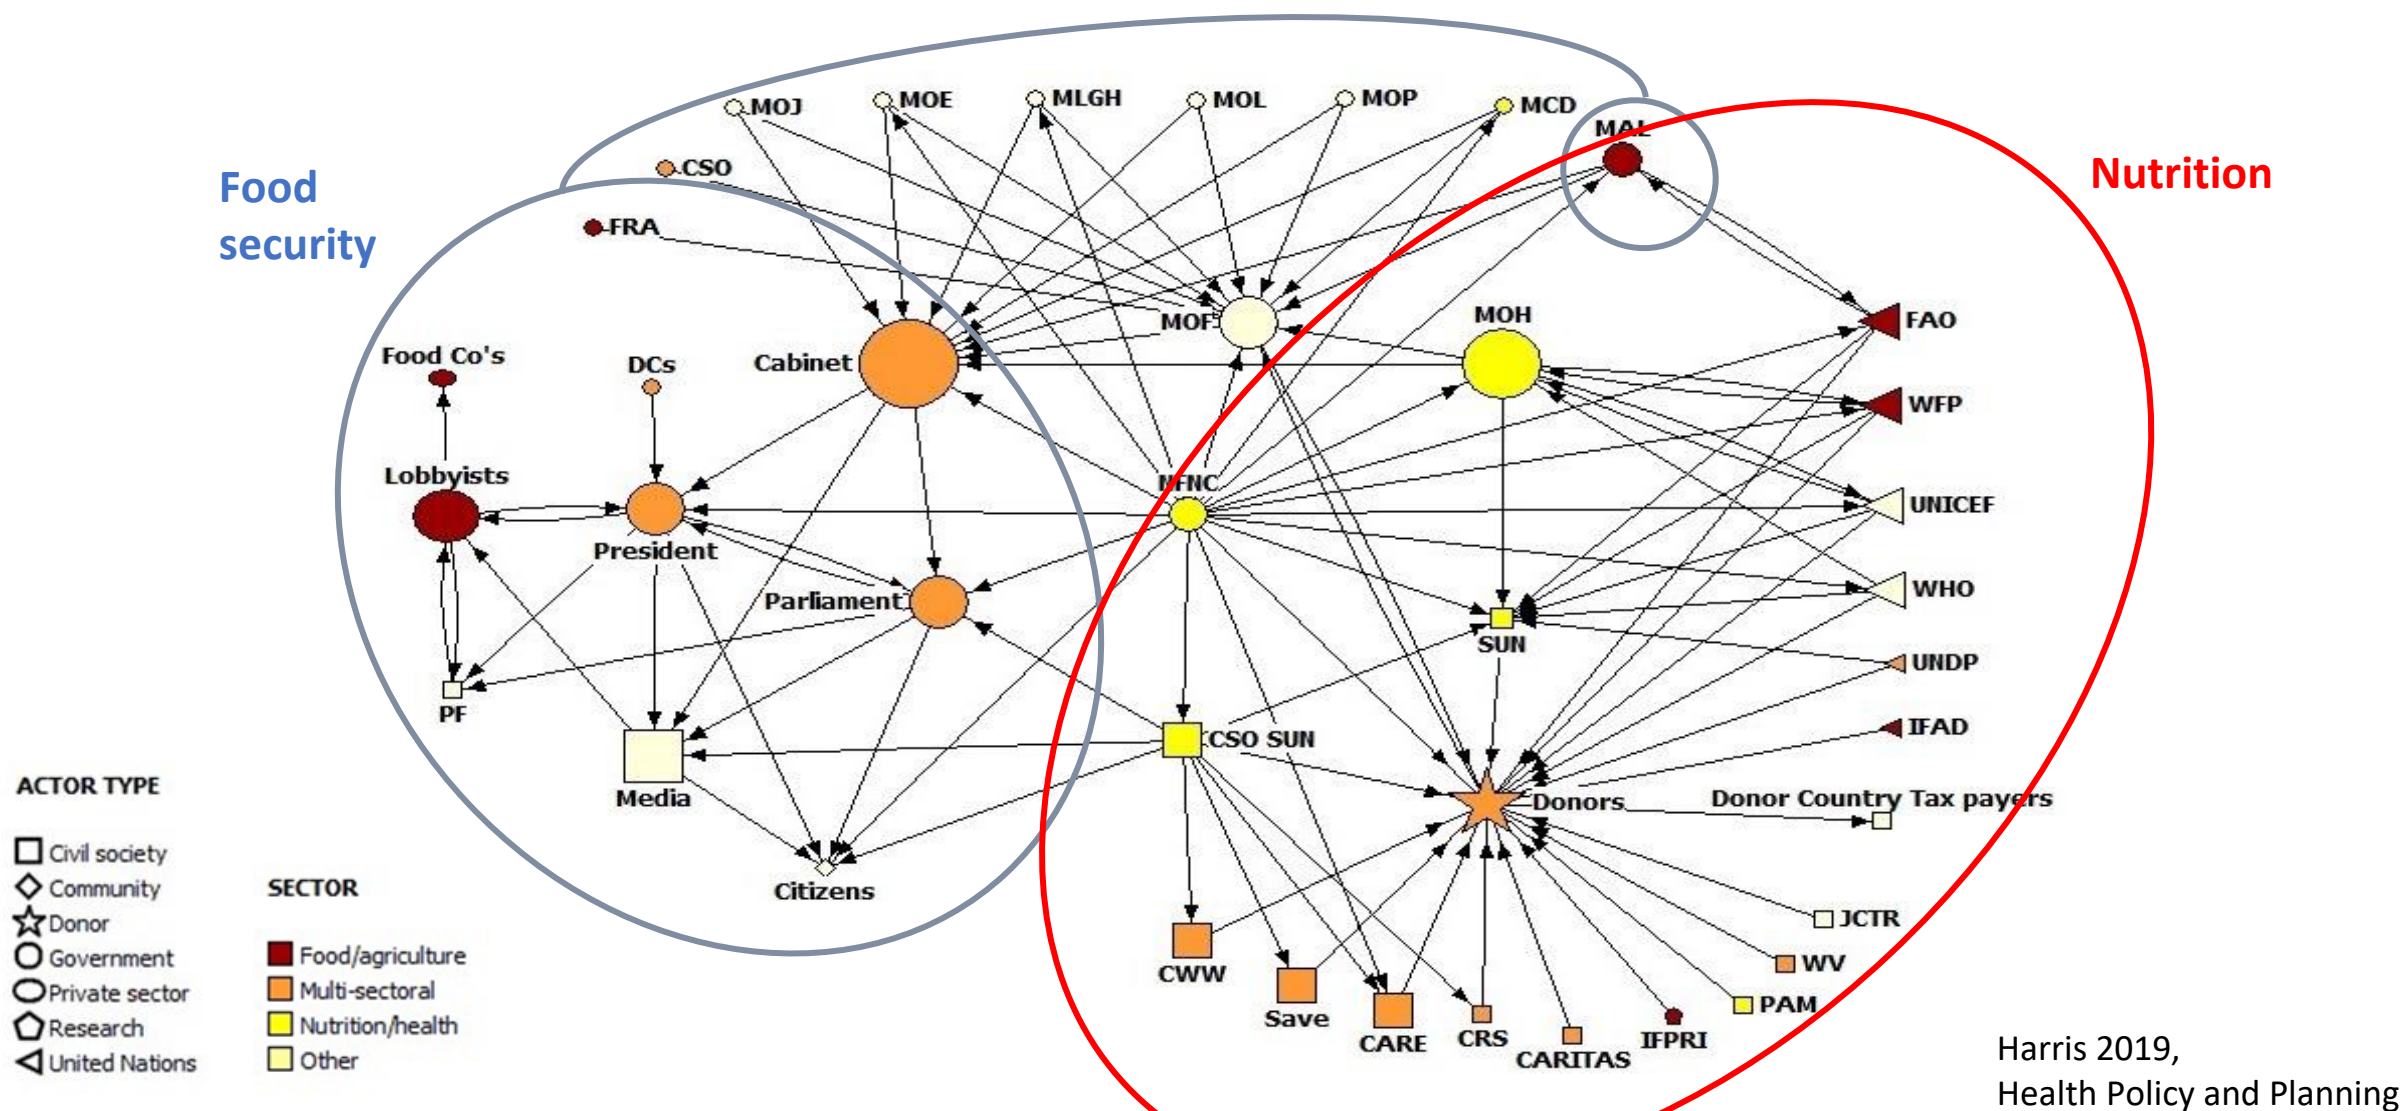 MOJ
MOE
MLGH
MOL
MOP
MCD
MAL
CSO
Food
security
Nutrition
FRA
MOF
MOH
FAO
Food Co's
DCs
Cabinet
WFP
Lobbyists
NFNC
UNICEF
President
Parliament
WHO
SUN
UNDP
PF
CSO SUN
IFAD
Media
Donors
Donor Country Tax payers
Citizens
JCTR
CWW
WV
Save
PAM
CARE
CRS
CARITAS
IFPRI
ACTOR TYPE
Civil society
Community
Donor
Government
Private sector
Research
United Nations
SECTOR
Food/agriculture
Multi-sectoral
Nutrition/health
Other
Harris 2019,
Health Policy and Planning